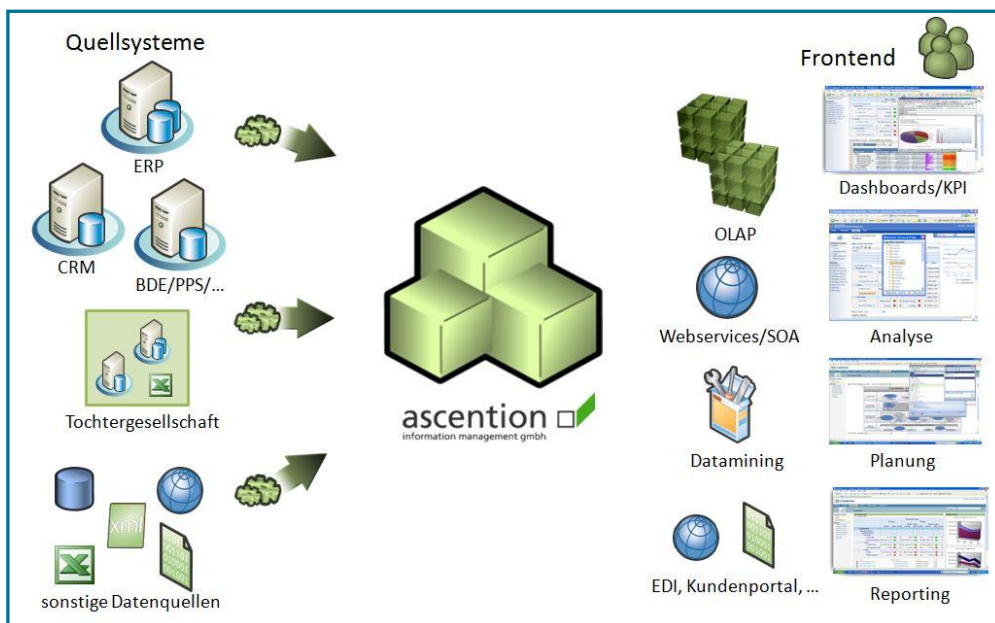 Quellsysteme
ERP
CRM
BDE/PPS/...
Tochtergesellschaft
xml
sonstige Datenquellen
ascention
information management gmbh
OLAP
Webservices/SOA
Datamining
EDI, Kundenportal, ...
Frontend
Dashboards/KPI
Analyse
Planung
Reporting